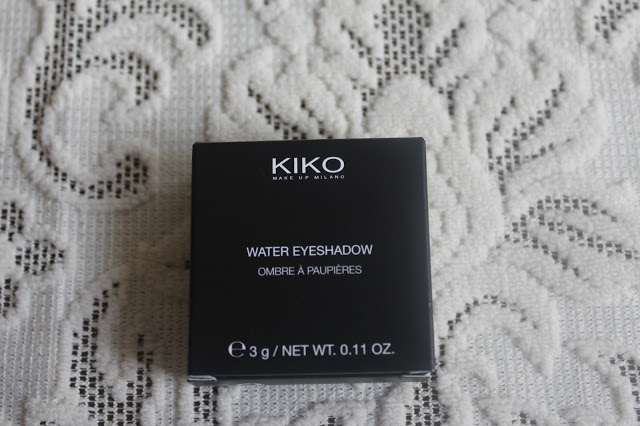 KIKO
MAKE UP MILANO
WATER EYESHADOW
OMBRE À PAUPIÈRES
℮ 3 g / NET WT. 0.11 OZ.